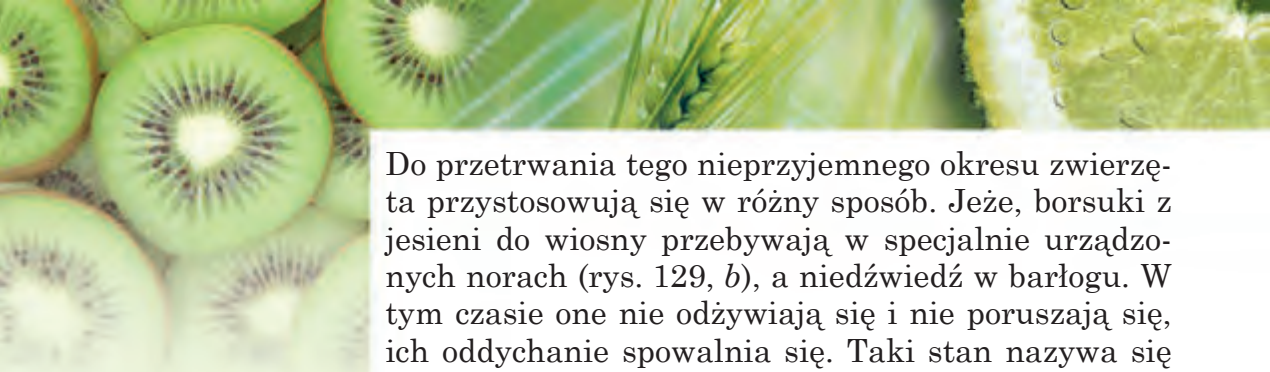 Do przetrwania tego nieprzyjemnego okresu zwierzę-
ta przystosowują się w różny sposób. Jeże, borsuki z
jesieni do wiosny przebywają w specjalnie urządzo-
nych norach (rys. 129, b), a niedźwiedź w barłogu. W
tym czasie one nie odżywiają się i nie poruszają się,
ich oddychanie spowalnia się. Taki stan nazywa się